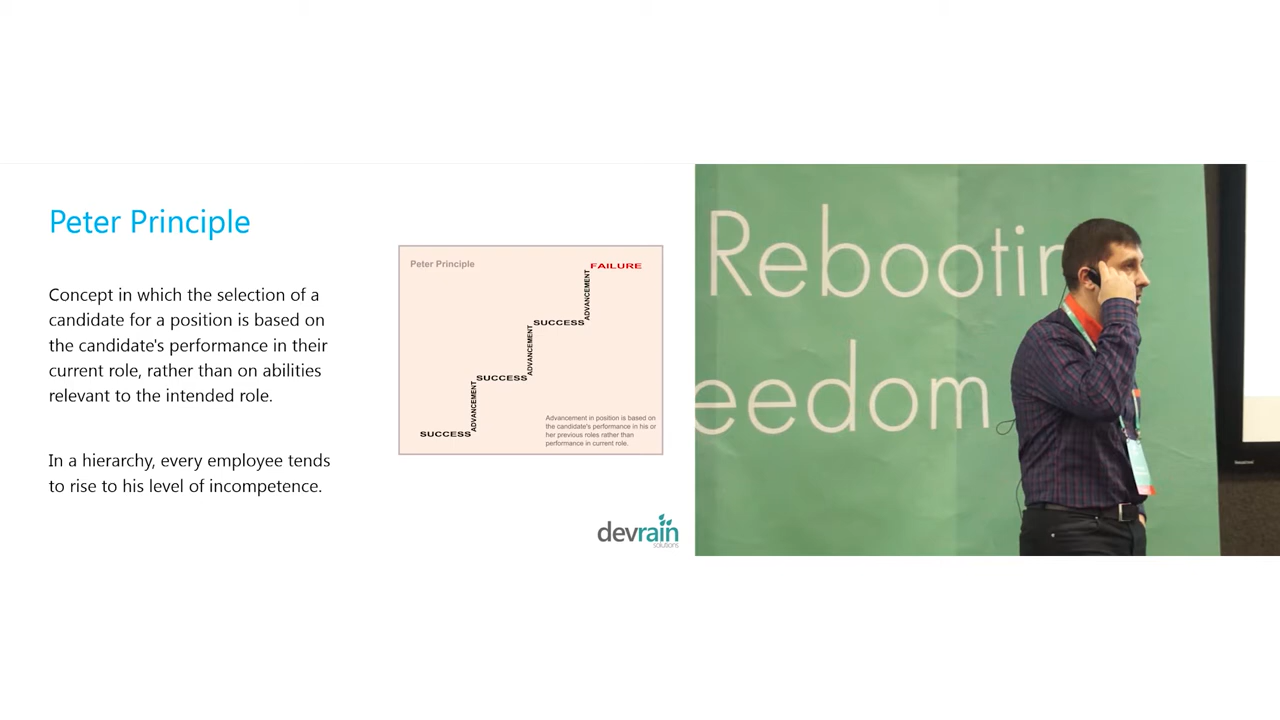 Peter Principle
Concept in which the selection of a
candidate for a position is based on
the candidate's performance in their
current role, rather than on abilities
relevant to the intended role.
In a hierarchy, every employee tends
to rise to his level of incompetence.
Peter Principle
FAILURE
ADVANCEMENT
SUCCESS
ADVANCEMENT
SUCCESS
ADVANCEMENT
SUCCESS
Advancement in position is based on
the candidate's performance in his or
her previous roles rather than
performance in current role.
devrain
solutions
Rebootin
eedom